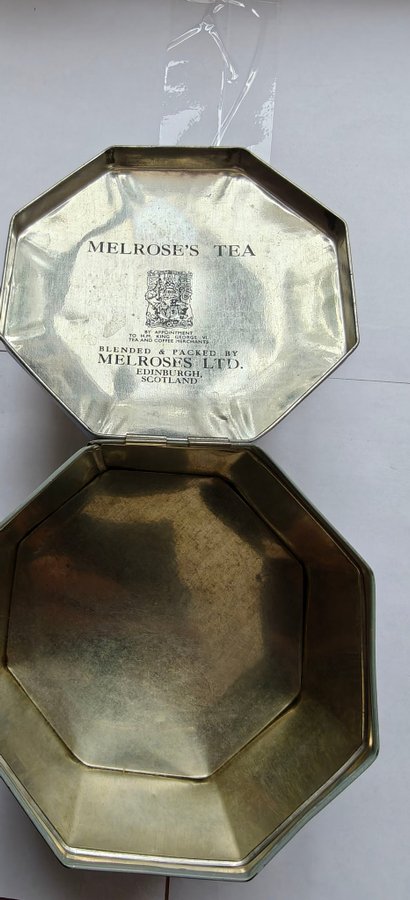 MELROSE'S TEA
BY APPOINTMENT
TO H.M. KING GEORGE VI.
TEA AND COFFEE MERCHANTS
BLENDED & PACKED BY
MELROSES LTD.
EDINBURGH,
SCOTLAND